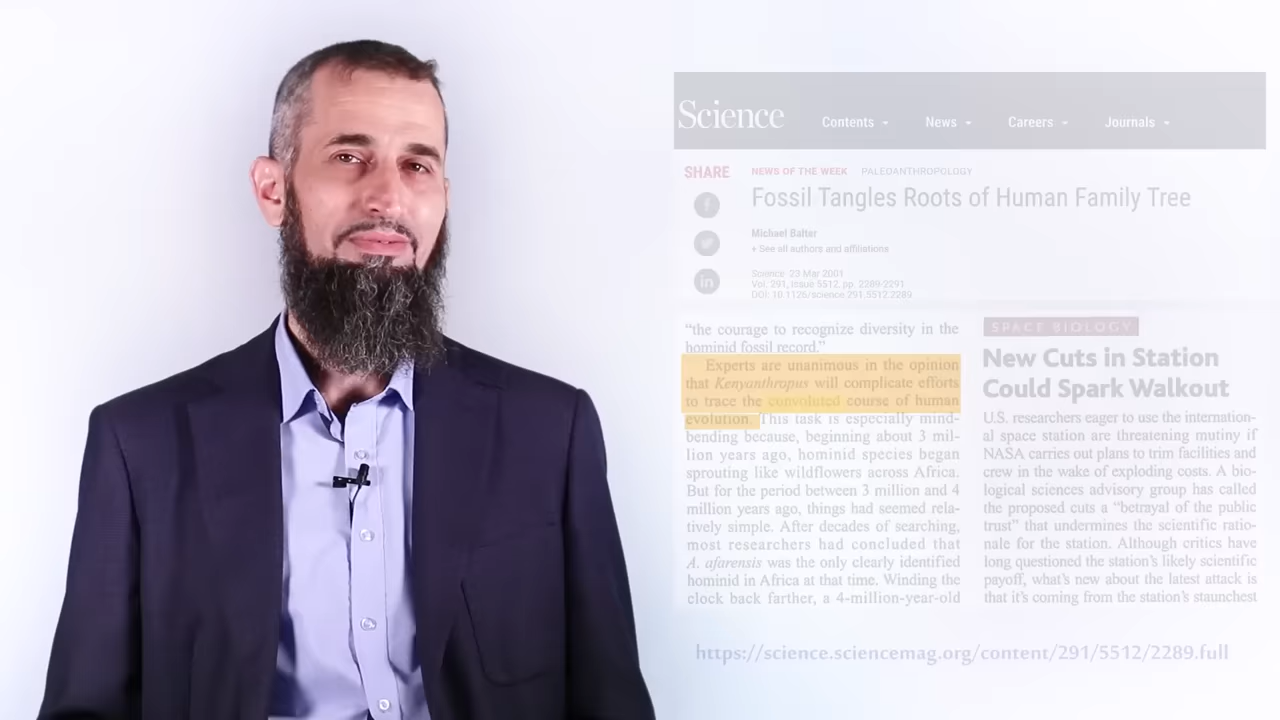 Science
Contents
News
Careers
Journals
SHARE
NEWS OF THE WEEK PALEOANTHROPOLOGY
Fossil Tangles Roots of Human Family Tree
Michael Balter
+ See all authors and affiliations
Science 23 Mar 2001
Vol. 291, Issue 5512, pp. 2289-2291
DOI: 10.1126/science.291.5512.2289
"the courage to recognize diversity in the
hominid fossil record."
Experts are unanimous in the opinion
that Kenyanthropus will complicate efforts
to trace the convoluted course of human
evolution. This task is especially mind-
bending because, beginning about 3 mil-
lion years ago, hominid species began
sprouting like wildflowers across Africa.
But for the period between 3 million and 4
million years ago, things had seemed rela-
tively simple. After decades of searching,
most researchers had concluded that
A. afarensis was the only clearly identified
hominid in Africa at that time. Winding the
clock back farther, a 4-million-year-old
SPACE BIOLOGY
New Cuts in Station
Could Spark Walkout
U.S. researchers eager to use the internation-
al space station are threatening mutiny if
NASA carries out plans to trim facilities and
crew in the wake of exploding costs. A bio-
logical sciences advisory group has called
the proposed cuts a "betrayal of the public
trust" that undermines the scientific ratio-
nale for the station. Although critics have
long questioned the station's likely scientific
payoff, what's new about the latest attack is
that it's coming from the station's staunchest
https://science.sciencemag.org/content/291/5512/2289.full